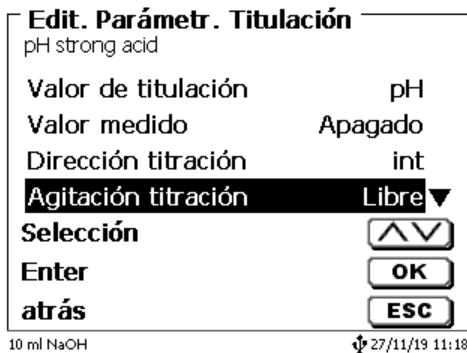 Edit. Parámetr. Titulación
pH strong acid
Valor de titulación pH
Valor medido Apagado
Dirección titración int
Agitación titración Libre
Selección
Enter OK
atrás ESC
10 ml NaOH 27/11/19 11:18